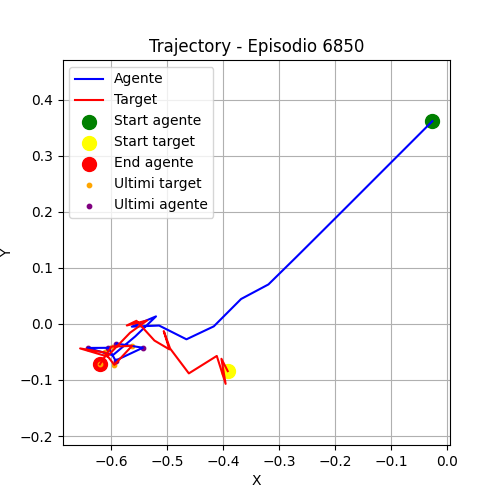 Trajectory - Episodio 6850
Agente
Target
Start agente
Start target
End agente
Ultimi target
Ultimi agente
0.4
0.3
0.2
0.1
0.0
−0.1
−0.2
Y
−0.6
−0.5
−0.4
−0.3
−0.2
−0.1
0.0
X